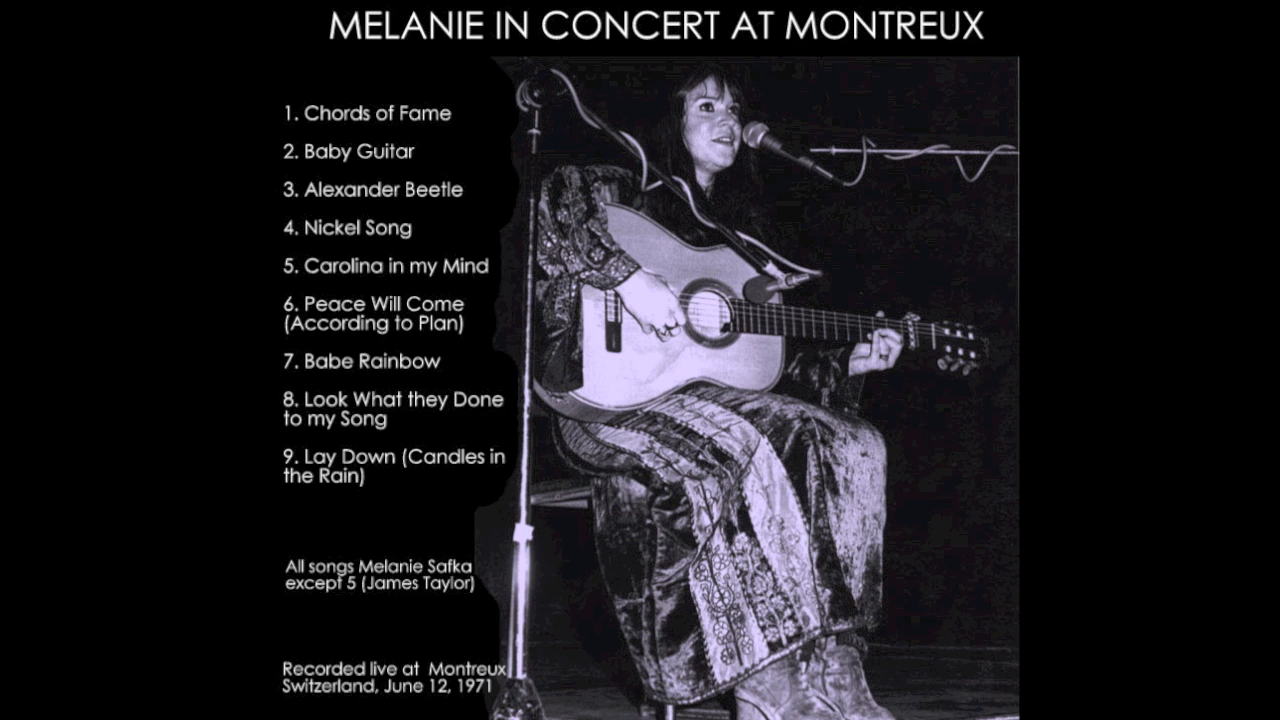 MELANIE IN CONCERT AT MONTREUX
1. Chords of Fame
2. Baby Guitar
3. Alexander Beetle
4. Nickel Song
5. Carolina in my Mind
6. Peace Will Come
(According to Plan)
7. Babe Rainbow
8. Look What they Done
to my Song
9. Lay Down (Candles in
the Rain)
All songs Melanie Safka
except 5 (James Taylor)
Recorded live at Montreux
Switzerland, June 12, 1971